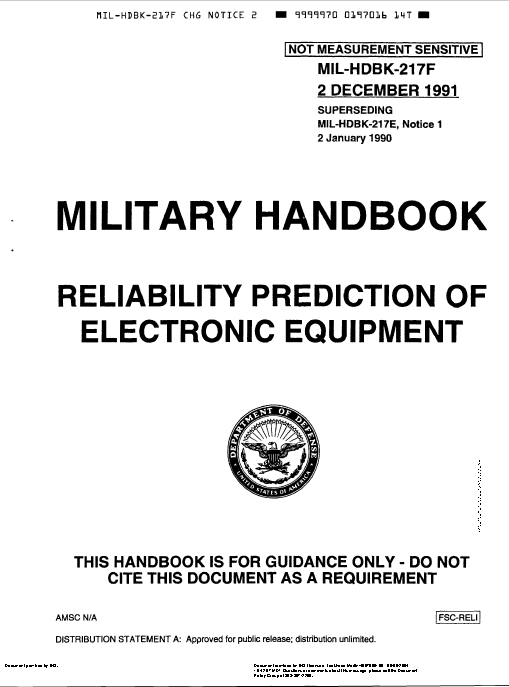 MIL-HDBK-217F CHG NOTICE 2 ■ 9999970 0197016 14T ■
NOT MEASUREMENT SENSITIVE
MIL-HDBK-217F
2 DECEMBER 1991
SUPERSEDING
MIL-HDBK-217E, Notice 1
2 January 1990
MILITARY HANDBOOK
RELIABILITY PREDICTION OF
ELECTRONIC EQUIPMENT
DEPARTMENT OF DEFENSE
UNITED STATES OF AMERICA
THIS HANDBOOK IS FOR GUIDANCE ONLY - DO NOT
CITE THIS DOCUMENT AS A REQUIREMENT
AMSC N/A
FSC-RELI
DISTRIBUTION STATEMENT A: Approved for public release; distribution unlimited.